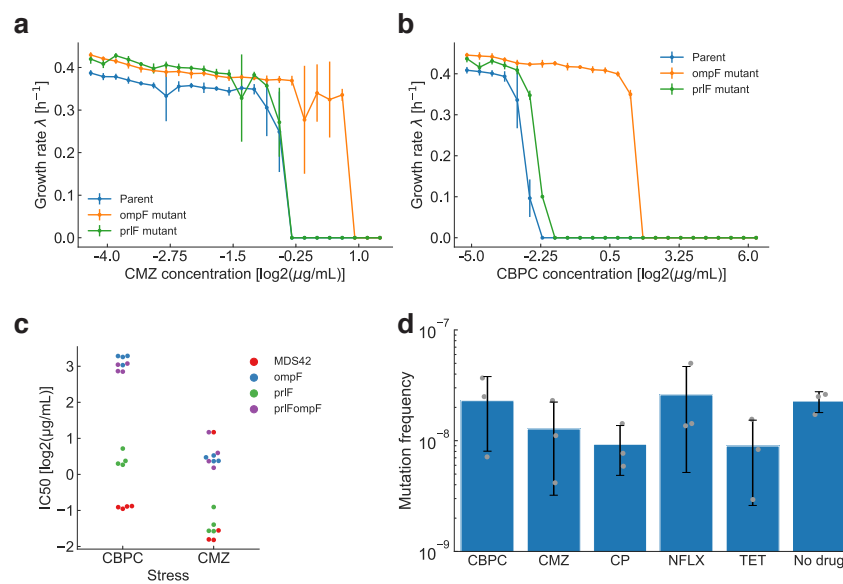 a
Growth rate λ [h⁻¹]
0.4
0.3
0.2
0.1
0.0
Parent
ompF mutant
prlF mutant
-4.0 -2.75 -1.5 -0.25 1.0
CMZ concentration [log2(μg/mL)]
b
Growth rate λ [h⁻¹]
0.4
0.3
0.2
0.1
0.0
Parent
ompF mutant
prlF mutant
-5.0 -2.25 0.5 3.25 6.0
CBPC concentration [log2(μg/mL)]
c
IC50 [log2(μg/mL)]
3
2
1
0
−1
−2
MDS42
ompF
prlF
prlFompF
CBPC CMZ
Stress
d
Mutation frequency
10⁻⁷
10⁻⁸
10⁻⁹
CBPC CMZ CP NFLX TET No drug